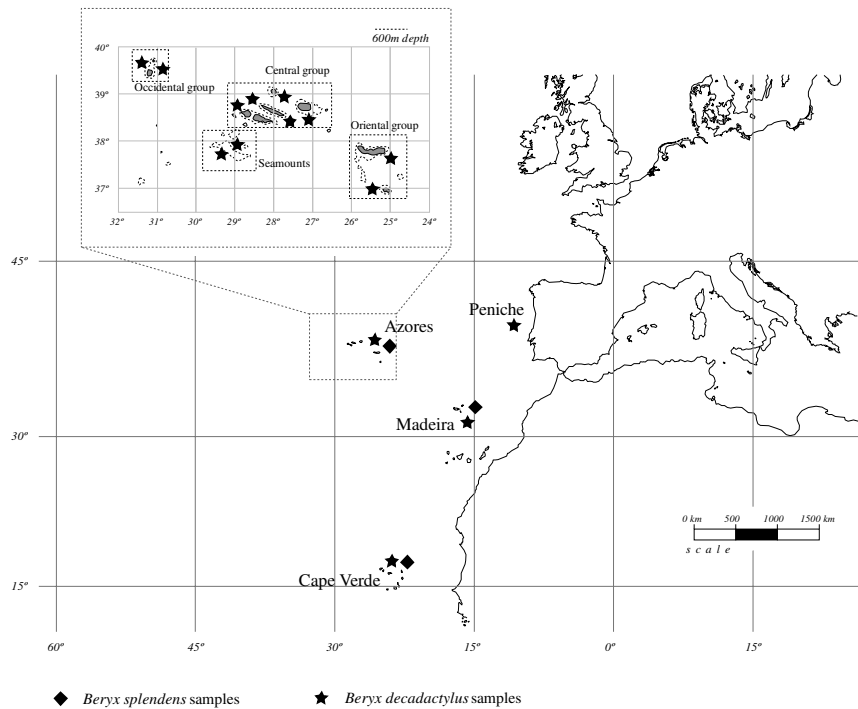 600m depth
40º
Central group
Occidental group
39º
Oriental group
38º
Seamounts
37º
32º 31º 30º 29º 28º 27º 26º 25º 24º
45º
Peniche
Azores
Madeira
30º
0 km 500 1000 1500 km
scale
Cape Verde
15º
60º 45º 30º 15º 0º 15º
Beryx splendens samples
Beryx decadactylus samples